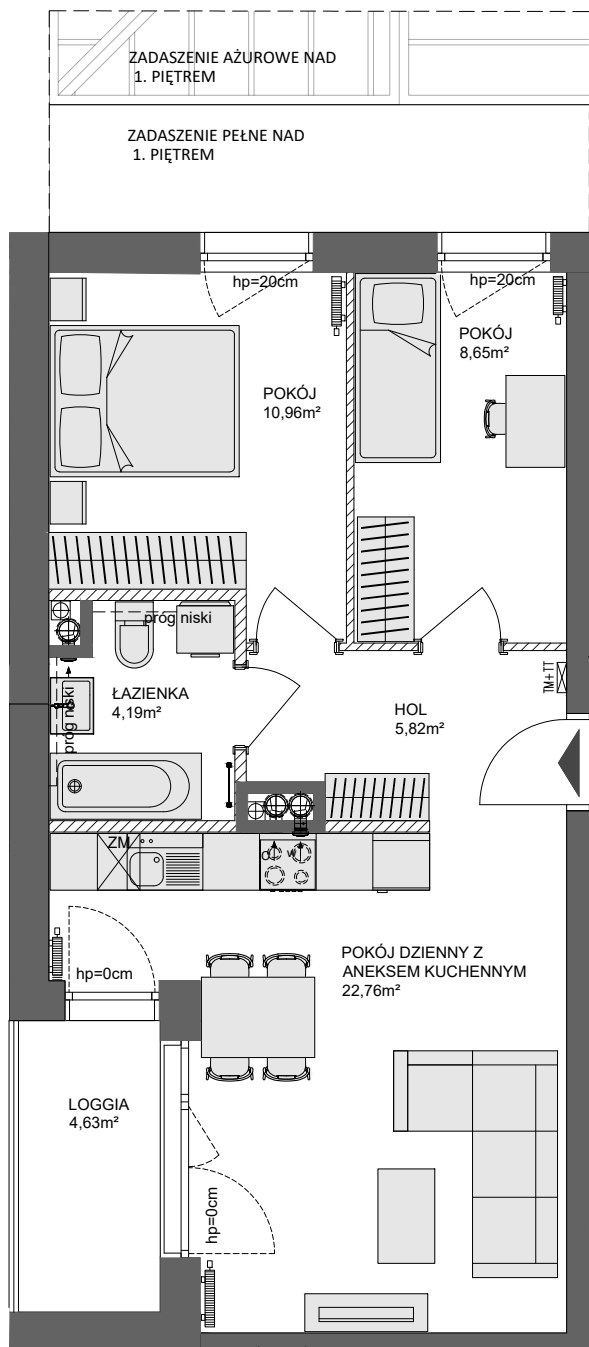 ZADASZENIE AŻUROWE NAD
1. PIĘTREM
ZADASZENIE PEŁNE NAD
1. PIĘTREM
hp=20cm
hp=20cm
POKÓJ
8,65m²
POKÓJ
10,96m²
próg niski
ŁAZIENKA
4,19m²
próg niski
HOL
5,82m²
TM+TT
ZM
POKÓJ DZIENNY Z
ANEKSEM KUCHENNYM
22,76m²
hp=0cm
LOGGIA
4,63m²
hp=0cm